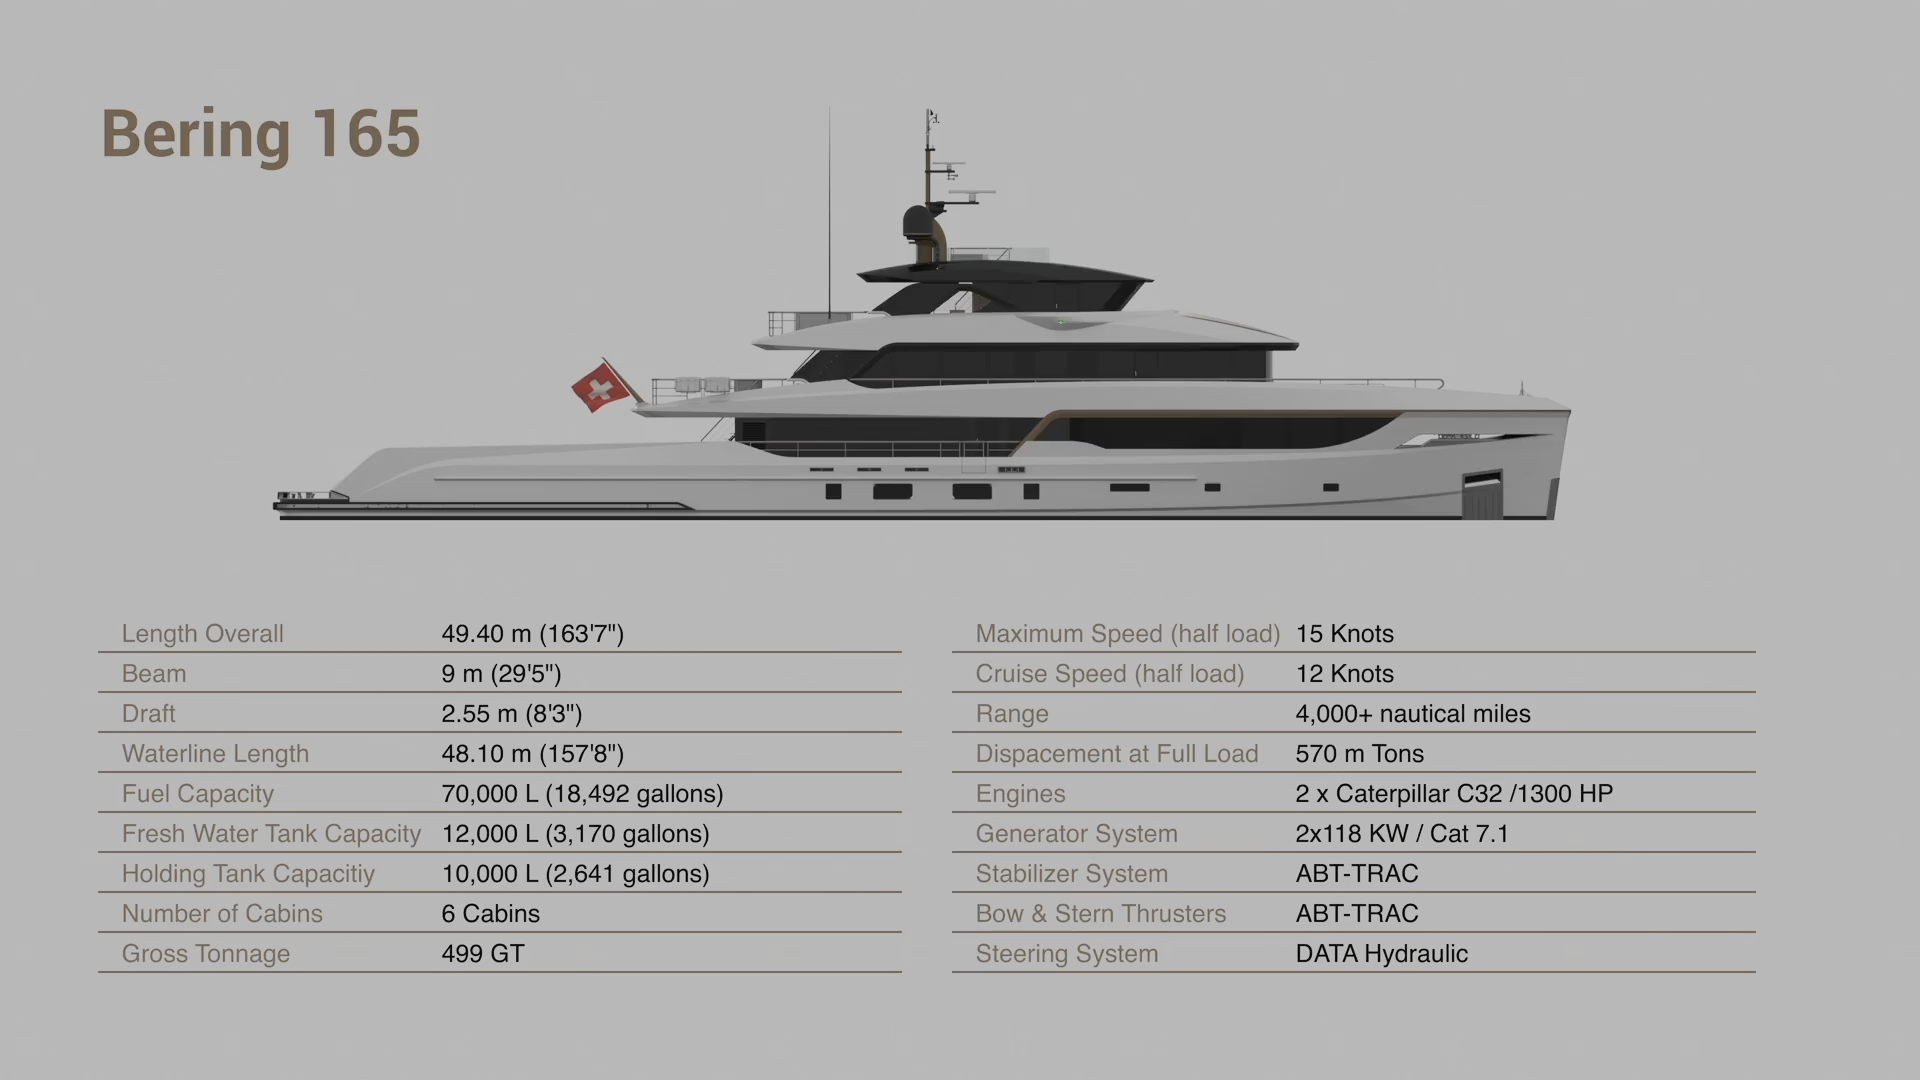 Bering 165
Length Overall 49.40 m (163'7")
Beam 9 m (29'5")
Draft 2.55 m (8'3")
Waterline Length 48.10 m (157'8")
Fuel Capacity 70,000 L (18,492 gallons)
Fresh Water Tank Capacity 12,000 L (3,170 gallons)
Holding Tank Capacitiy 10,000 L (2,641 gallons)
Number of Cabins 6 Cabins
Gross Tonnage 499 GT
Maximum Speed (half load) 15 Knots
Cruise Speed (half load) 12 Knots
Range 4,000+ nautical miles
Dispacement at Full Load 570 m Tons
Engines 2 x Caterpillar C32 /1300 HP
Generator System 2x118 KW / Cat 7.1
Stabilizer System ABT-TRAC
Bow & Stern Thrusters ABT-TRAC
Steering System DATA Hydraulic